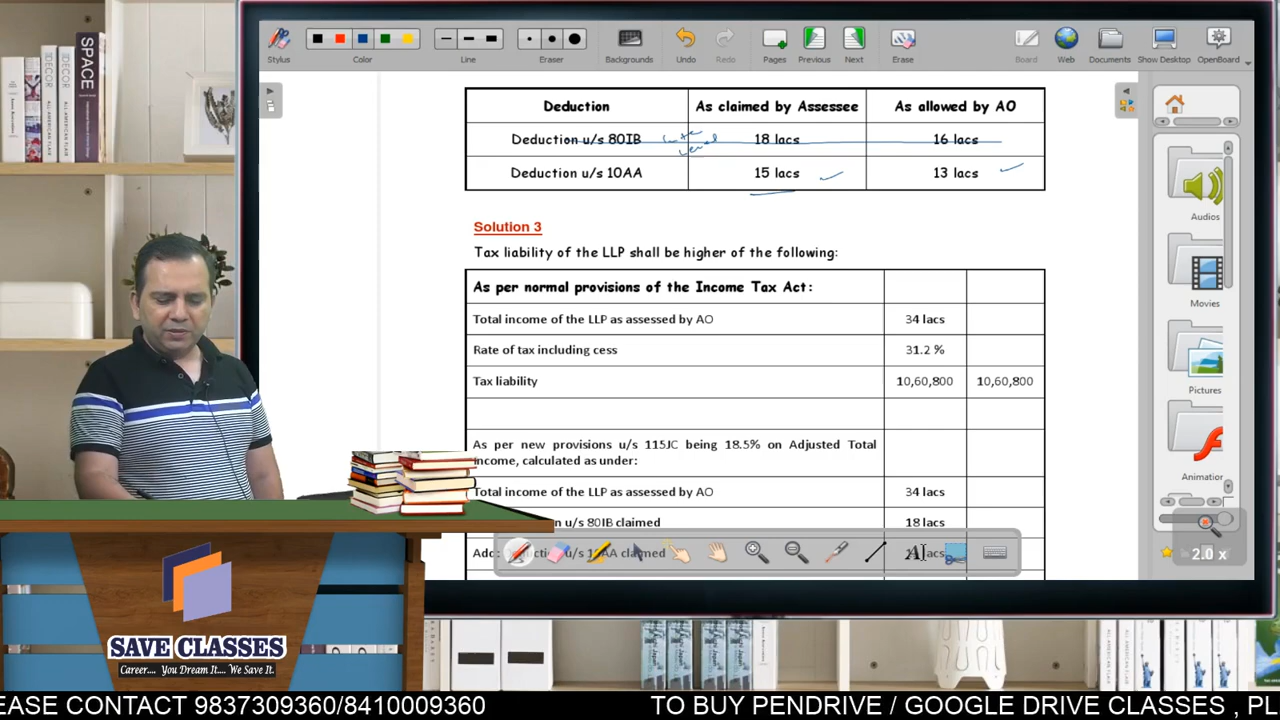 SPACE
DECOR
DECOR
Stylus
Color
Line
Eraser
Backgrounds
Undo
Redo
Pages
Previous
Next
Erase
Board
Web
Documents
Show Desktop
OpenBoard
Deduction As claimed by Assessee As allowed by AO
Deduction u/s 80IB 18 lacs 16 lacs
Deduction u/s 10AA 15 lacs 13 lacs
Solution 3
Tax liability of the LLP shall be higher of the following:
As per normal provisions of the Income Tax Act:
Total income of the LLP as assessed by AO 34 lacs
Rate of tax including cess 31.2 %
Tax liability 10,60,800 10,60,800
As per new provisions u/s 115JC being 18.5% on Adjusted Total
income, calculated as under:
Total income of the LLP as assessed by AO 34 lacs
u/s 80IB claimed 18 lacs
Add: u/s claimed lacs
Audios
Movies
Pictures
Animation
2.0 x
SAVE CLASSES
Career.... You Dream It.... We Save It.
EASE CONTACT 9837309360/8410009360 TO BUY PENDRIVE / GOOGLE DRIVE CLASSES , PL